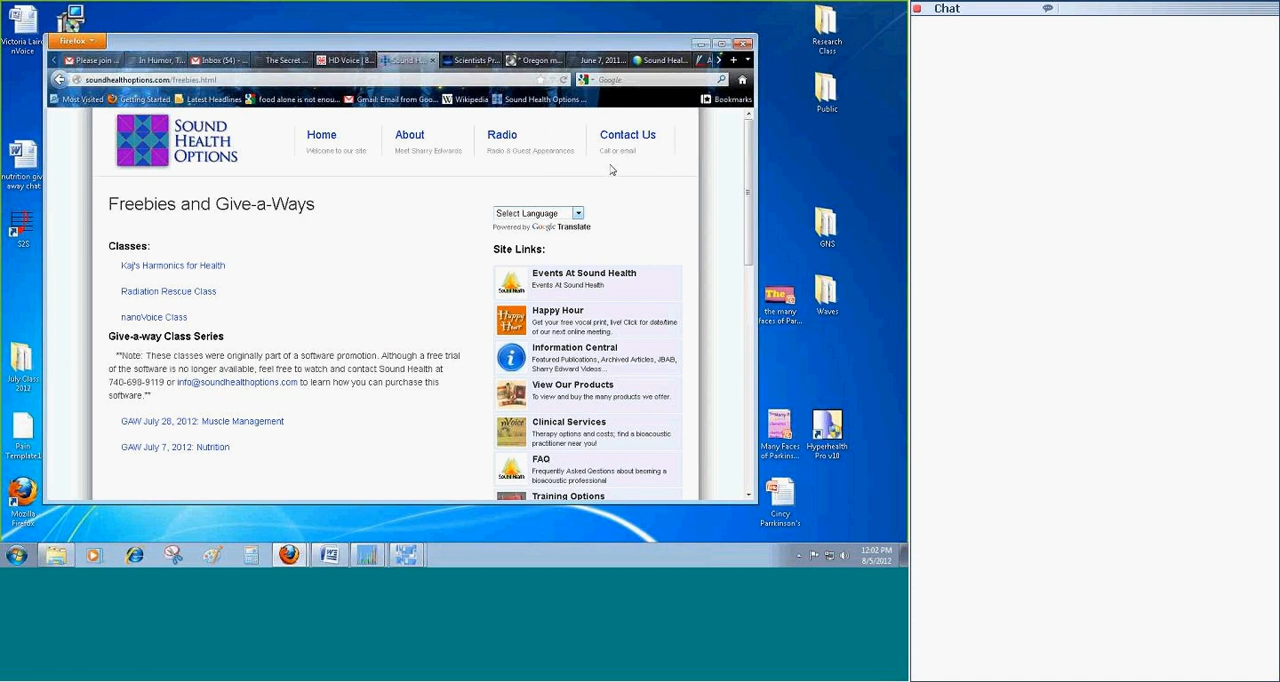 Chat
Victoria Laird
nVoice
Firefox
Please join ...
In Humor, T...
Inbox (54) - ...
The Secret ...
HD-Voice | 8...
Sound H...
Scientists Pr...
* Oregon m...
June 7, 2011...
Sound Heal...
soundhealthoptions.com/freebies.html
Google
Most Visited
Getting Started
Latest Headlines
food alone is not enou...
Gmail: Email from Goo...
Wikipedia
Sound Health Options ...
Bookmarks
SOUND
HEALTH
OPTIONS
Home
Welcome to our site
About
Meet Sharry Edwards
Radio
Radio & Guest Appearances
Contact Us
Call or email
Freebies and Give-a-Ways
Classes:
Kaj's Harmonics for Health
Radiation Rescue Class
nanoVoice Class
Give-a-way Class Series
**Note: These classes were originally part of a software promotion. Although a free trial
of the software is no longer available, feel free to watch and contact Sound Health at
740-698-9119 or info@soundhealthoptions.com to learn how you can purchase this
software.**
GAW July 28, 2012: Muscle Management
GAW July 7, 2012: Nutrition
Select Language
Powered by Google Translate
Site Links:
Sound Health
Events At Sound Health
Events At Sound Health
Happy Hour
Happy Hour
Get your free vocal print, live! Click for date/time
of our next online meeting.
Information Central
Featured Publications, Archived Articles, JBAB,
Sharry Edward Videos...
View Our Products
To view and buy the many products we offer.
nVoice
Clinical Services
Therapy options and costs; find a bioacoustic
practitioner near you!
Sound Health
FAQ
Frequently Asked Qestions about becoming a
bioacoustic professional
Training Options
nutrition giv
away chat
S2S
July Class
2012
Pain
Template1
Mozilla
Firefox
Research
Class
Public
GNS
The
the many
faces of Par...
Waves
Many Faces
of Parkins...
Hyperhealth
Pro v10
Cincy
Parrkinson's
12:02 PM
8/5/2012